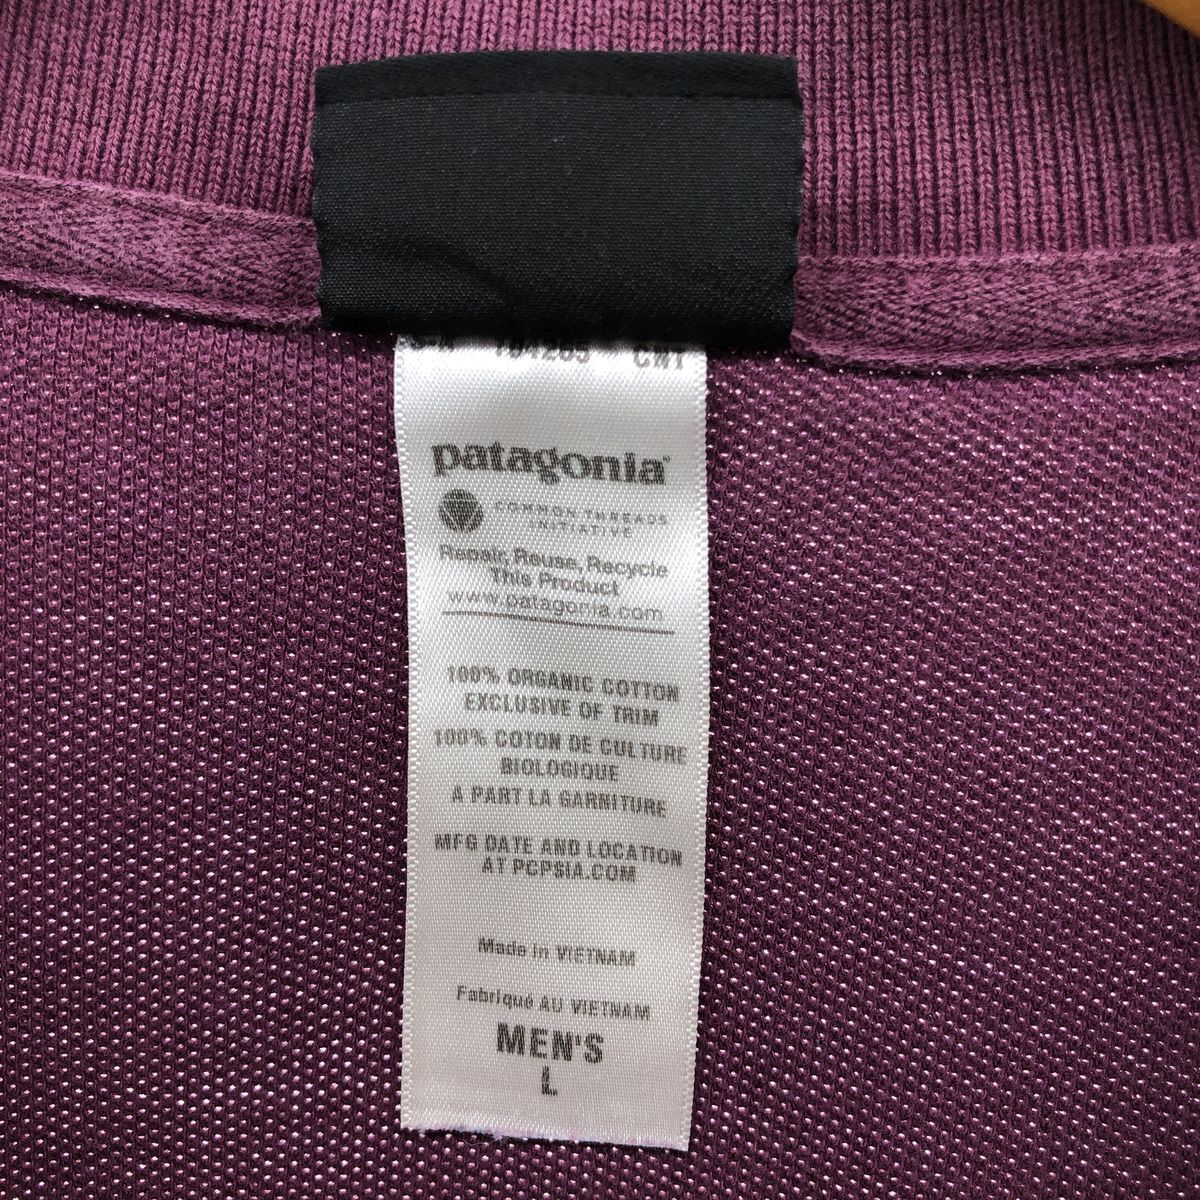 patagonia®
COMMON THREADS
INITIATIVE
Repair, Reuse, Recycle
This Product
www.patagonia.com
100% ORGANIC COTTON
EXCLUSIVE OF TRIM
100% COTON DE CULTURE
BIOLOGIQUE
A PART LA GARNITURE
MFG DATE AND LOCATION
AT PCPSIA.COM
Made in VIETNAM
Fabriqué AU VIETNAM
MEN'S
L